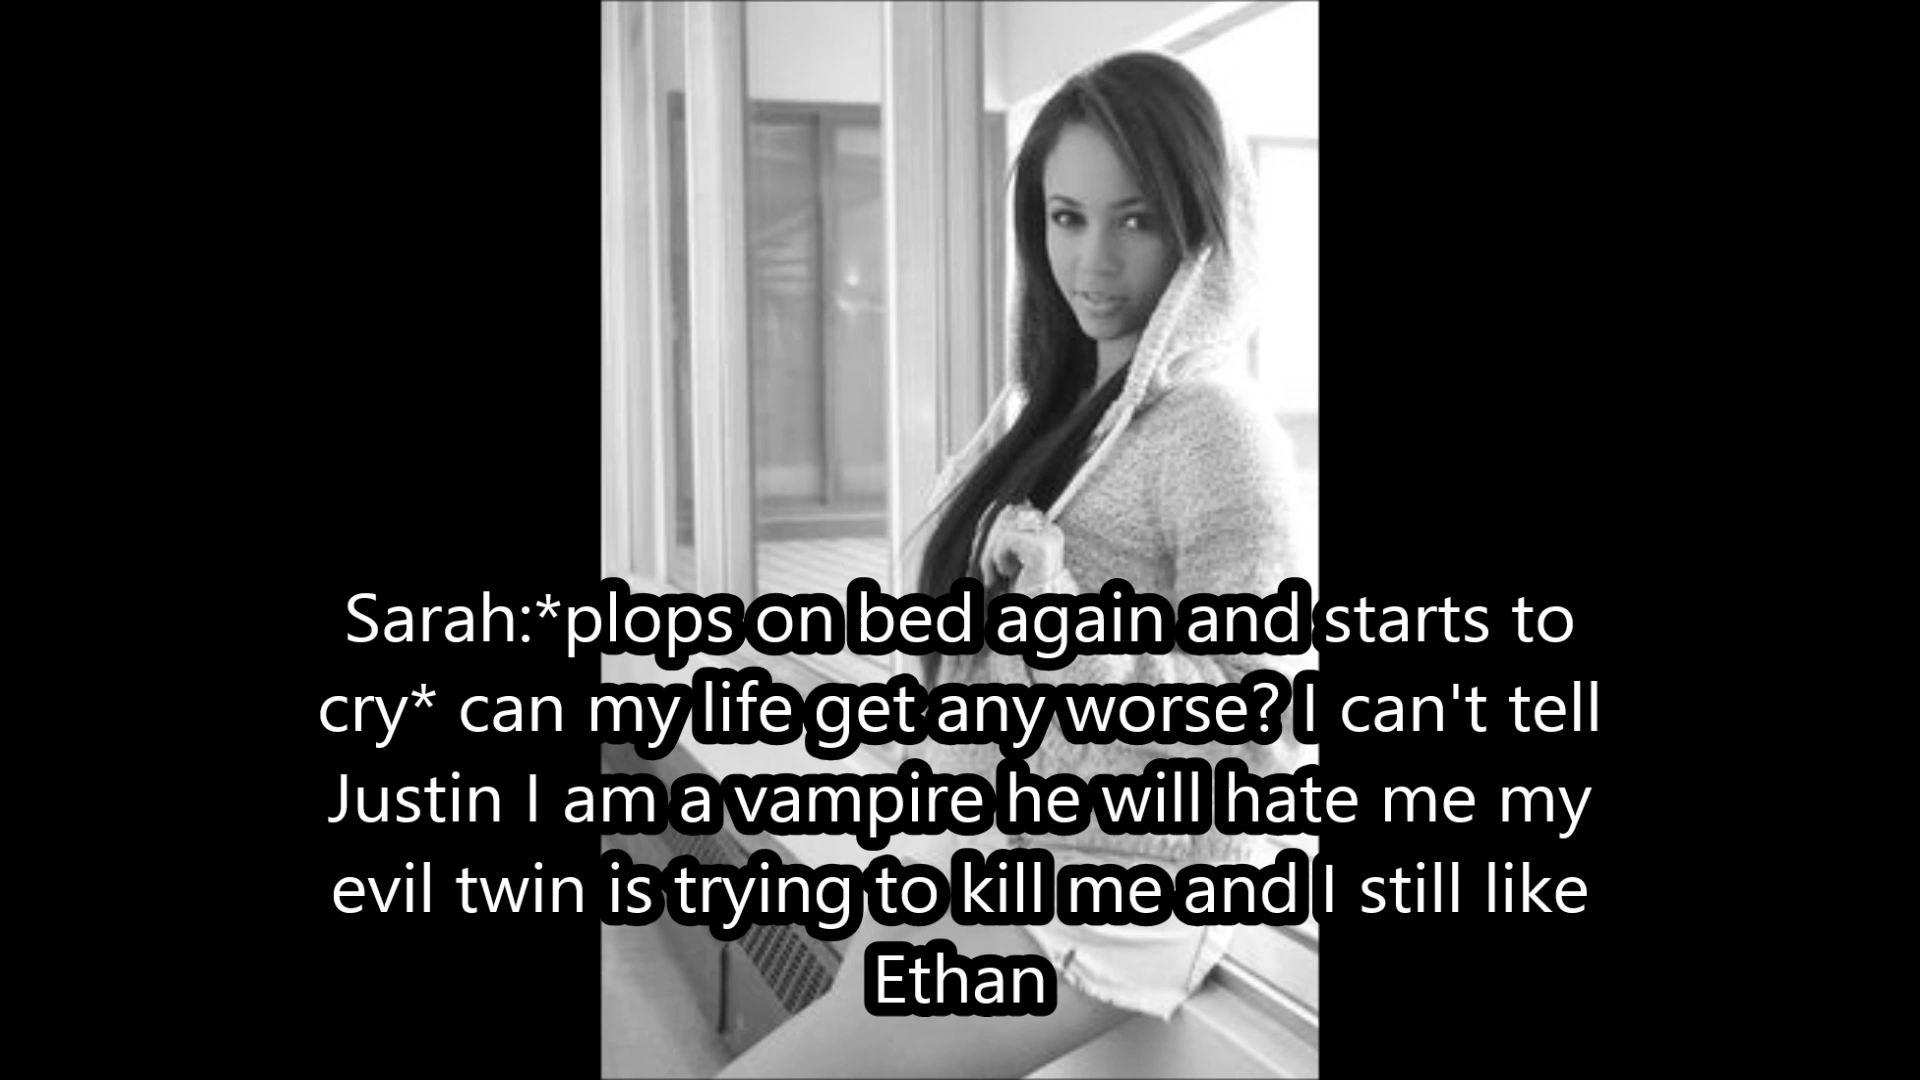 Sarah:*plops on bed again and starts to
cry* can my life get any worse? I can't tell
Justin I am a vampire he will hate me my
evil twin is trying to kill me and I still like
Ethan